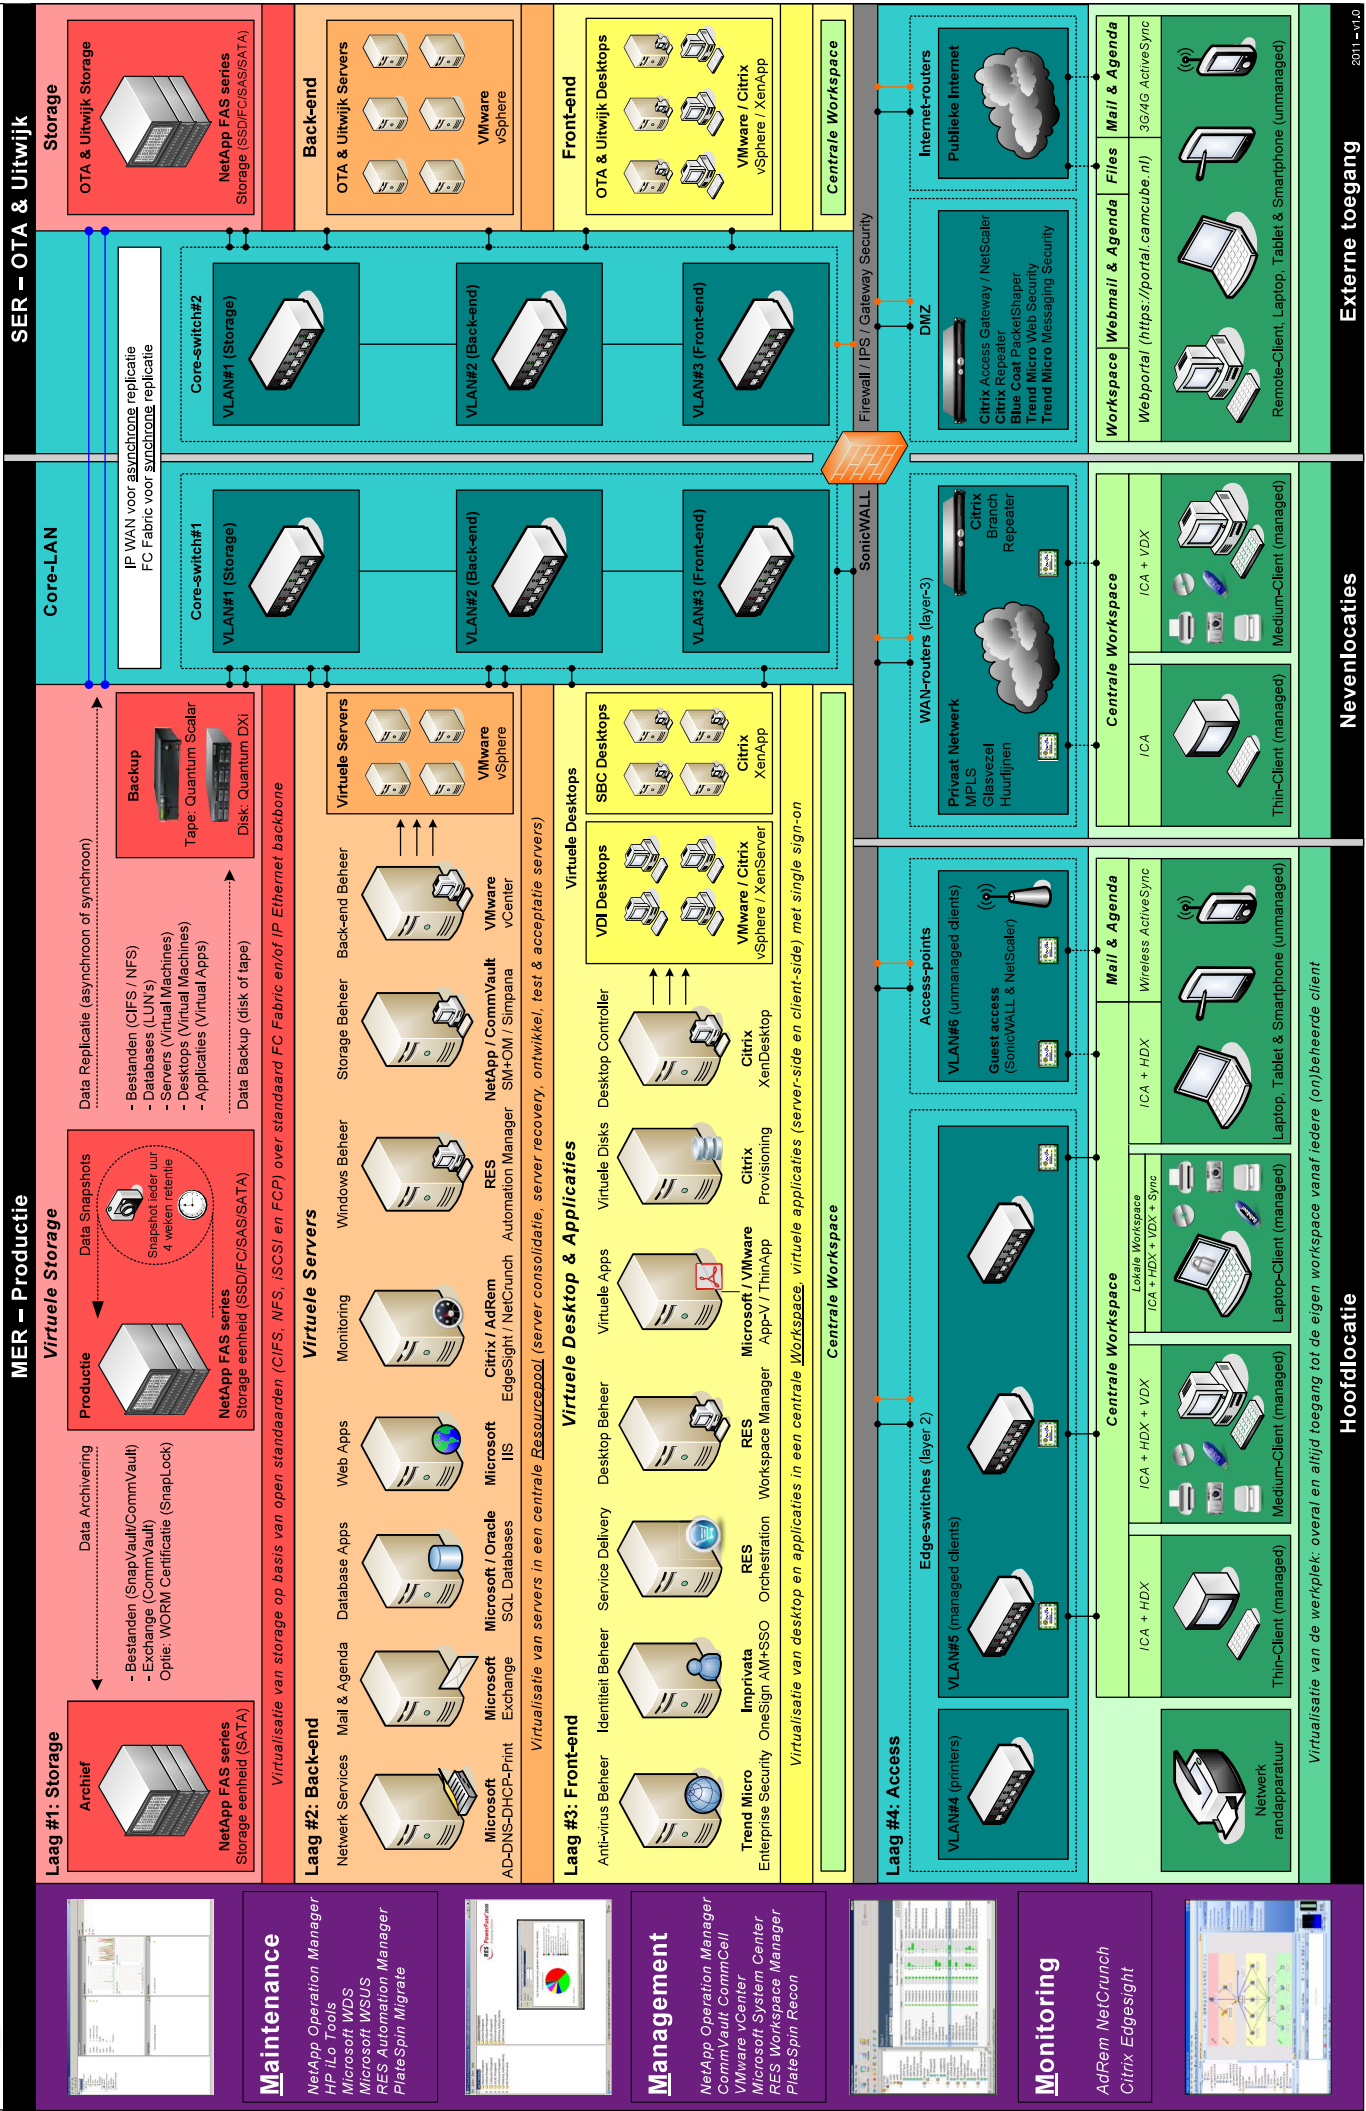 MER – Productie
SER – OTA & Uitwijk
Laag #1: Storage
Virtuele Storage
Core-LAN
Storage
Archief
NetApp FAS series
Storage eenheid (SATA)
Data Archivering
- Bestanden (SnapVault/CommVault)
- Exchange (CommVault)
Optie: WORM Certificatie (SnapLock)
Productie
NetApp FAS series
Storage eenheid (SSD/FC/SAS/SATA)
Data Snapshots
Snapshot ieder uur
4 weken retentie
Data Replicatie (asynchroon of synchroon)
- Bestanden (CIFS / NFS)
- Databases (LUN's)
- Servers (Virtual Machines)
- Desktops (Virtual Machines)
- Applicaties (Virtual Apps)
Data Backup (disk of tape)
Backup
Tape: Quantum Scalar
Disk: Quantum DXi
IP WAN voor asynchrone replicatie
FC Fabric voor synchrone replicatie
OTA & Uitwijk Storage
NetApp FAS series
Storage (SSD/FC/SAS/SATA)
Virtualisatie van storage op basis van open standaarden (CIFS, NFS, iSCSI en FCP) over standaard FC Fabric en/of IP Ethernet backbone
Core-switch#1
VLAN#1 (Storage)
VLAN#2 (Back-end)
VLAN#3 (Front-end)
Core-switch#2
VLAN#1 (Storage)
VLAN#2 (Back-end)
VLAN#3 (Front-end)
Laag #2: Back-end
Virtuele Servers
Back-end
Netwerk Services
Microsoft
AD-DNS-DHCP-Print
Mail & Agenda
Microsoft
Exchange
Database Apps
Microsoft / Oracle
SQL Databases
Web Apps
Microsoft
IIS
Monitoring
Citrix / AdRem
EdgeSight / NetCrunch
Windows Beheer
RES
Automation Manager
Storage Beheer
NetApp / CommVault
SM+OM / Simpana
Back-end Beheer
VMware
vCenter
Virtuele Servers
VMware
vSphere
OTA & Uitwijk Servers
VMware
vSphere
Virtualisatie van servers in een centrale Resourcepool (server consolidatie, server recovery, ontwikkel, test & acceptatie servers)
Laag #3: Front-end
Virtuele Desktop & Applicaties
Virtuele Desktops
Front-end
Anti-virus Beheer
Trend Micro
Enterprise Security
Identiteit Beheer
Imprivata
OneSign AM+SSO
Service Delivery
RES
Orchestration
Desktop Beheer
RES
Workspace Manager
Virtuele Apps
Microsoft / VMware
App-V / ThinApp
Virtuele Disks
Citrix
Provisioning
Desktop Controller
Citrix
XenDesktop
VDI Desktops
VMware / Citrix
vSphere / XenServer
SBC Desktops
Citrix
XenApp
OTA & Uitwijk Desktops
VMware / Citrix
vSphere / XenApp
Virtualisatie van desktop en applicaties in een centrale Workspace, virtuele applicaties (server-side en client-side) met single sign-on
Centrale Workspace
Centrale Workspace
SonicWALL
Firewall / IPS / Gateway Security
Laag #4: Access
Edge-switches (layer 2)
VLAN#4 (printers)
VLAN#5 (managed clients)
Access-points
VLAN#6 (unmanaged clients)
Guest access
(SonicWALL & NetScaler)
WAN-routers (layer-3)
Privaat Netwerk
MPLS
Glasvezel
Huurlijnen
Citrix
Branch
Repeater
DMZ
Citrix Access Gateway / NetScaler
Citrix Repeater
Blue Coat PacketShaper
Trend Micro Web Security
Trend Micro Messaging Security
Internet-routers
Publieke Internet
Centrale Workspace
Mail & Agenda
Centrale Workspace
Workspace
Webmail & Agenda
Files
Mail & Agenda
ICA + HDX
ICA + HDX + VDX
Lokale Workspace
ICA + HDX + VDX + Sync
ICA + HDX
Wireless ActiveSync
ICA
ICA + VDX
Webportal (https://portal.camcube.nl)
3G/4G ActiveSync
Netwerk
randapparatuur
Thin-Client (managed)
Medium-Client (managed)
Laptop-Client (managed)
Laptop, Tablet & Smartphone (unmanaged)
Thin-Client (managed)
Medium-Client (managed)
Remote-Client, Laptop, Tablet & Smartphone (unmanaged)
Virtualisatie van de werkplek: overal en altijd toegang tot de eigen workspace vanaf iedere (on)beheerde client
Hoofdlocatie
Nevenlocaties
Externe toegang
2011 – v1.0
Maintenance
NetApp Operation Manager
HP iLo Tools
Microsoft WDS
Microsoft WSUS
RES Automation Manager
PlateSpin Migrate
RES PowerFuse 2008
Management
NetApp Operation Manager
CommVault CommCell
VMware vCenter
Microsoft System Center
RES Workspace Manager
PlateSpin Recon
Monitoring
AdRem NetCrunch
Citrix Edgesight